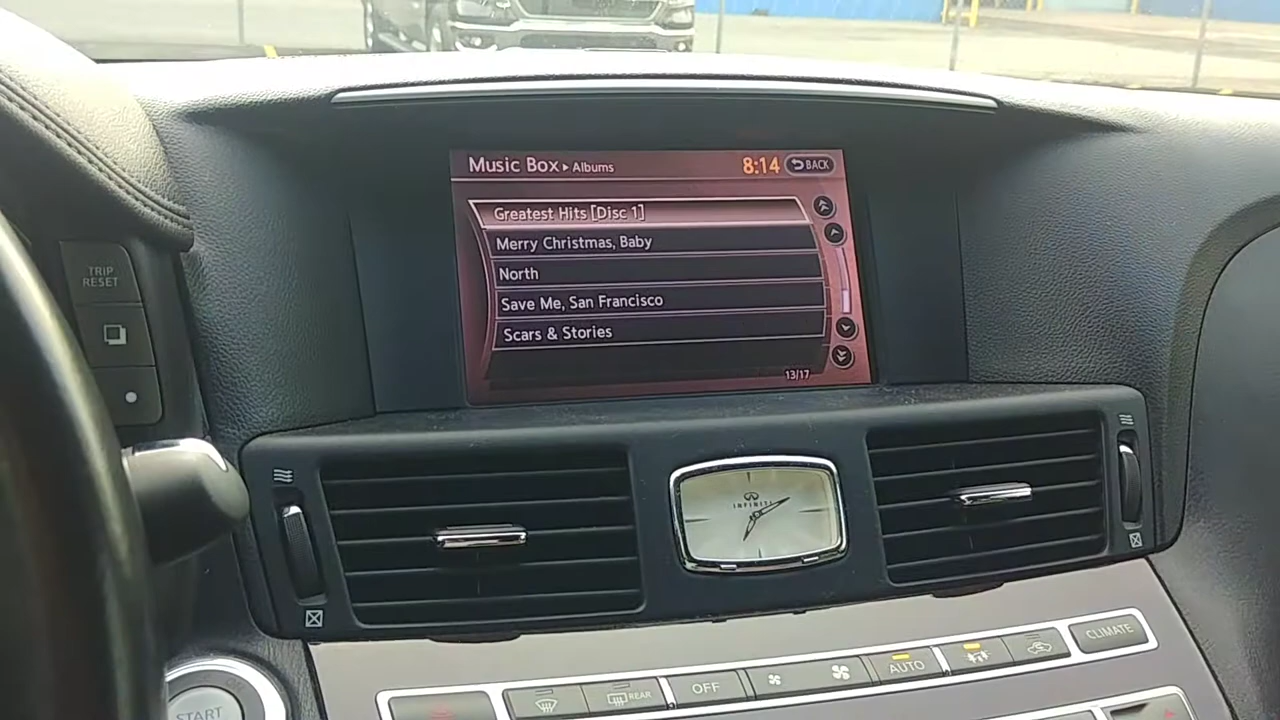 Music Box ▸ Albums 8:14 BACK
Greatest Hits [Disc 1]
Merry Christmas, Baby
North
Save Me, San Francisco
Scars & Stories
13/17
TRIP
RESET
INFINITI
CLIMATE
AUTO
OFF
REAR
START